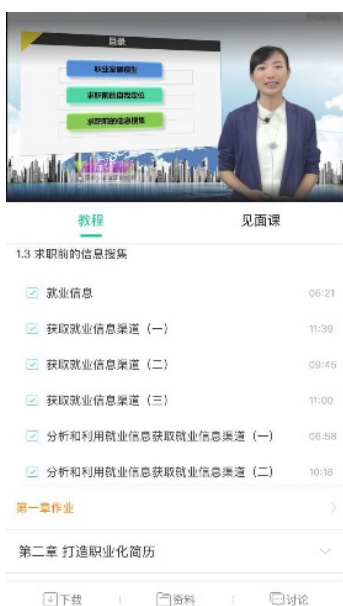 目录
职业发展模型
求职前的自我定位
求职前的信息搜集
教程
见面课
1.3 求职前的信息搜集
就业信息 06:21
获取就业信息渠道（一） 11:39
获取就业信息渠道（二） 09:45
获取就业信息渠道（三） 11:00
分析和利用就业信息获取就业信息渠道（一） 06:58
分析和利用就业信息获取就业信息渠道（二） 10:18
第一章作业
第二章 打造职业化简历
下载
资料
讨论